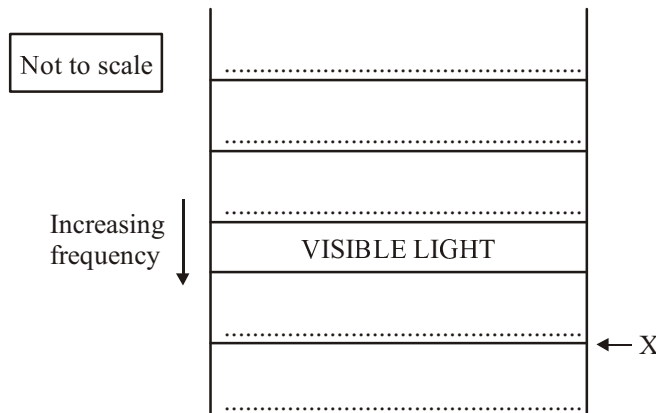 Not to scale
Increasing
frequency
VISIBLE LIGHT
X